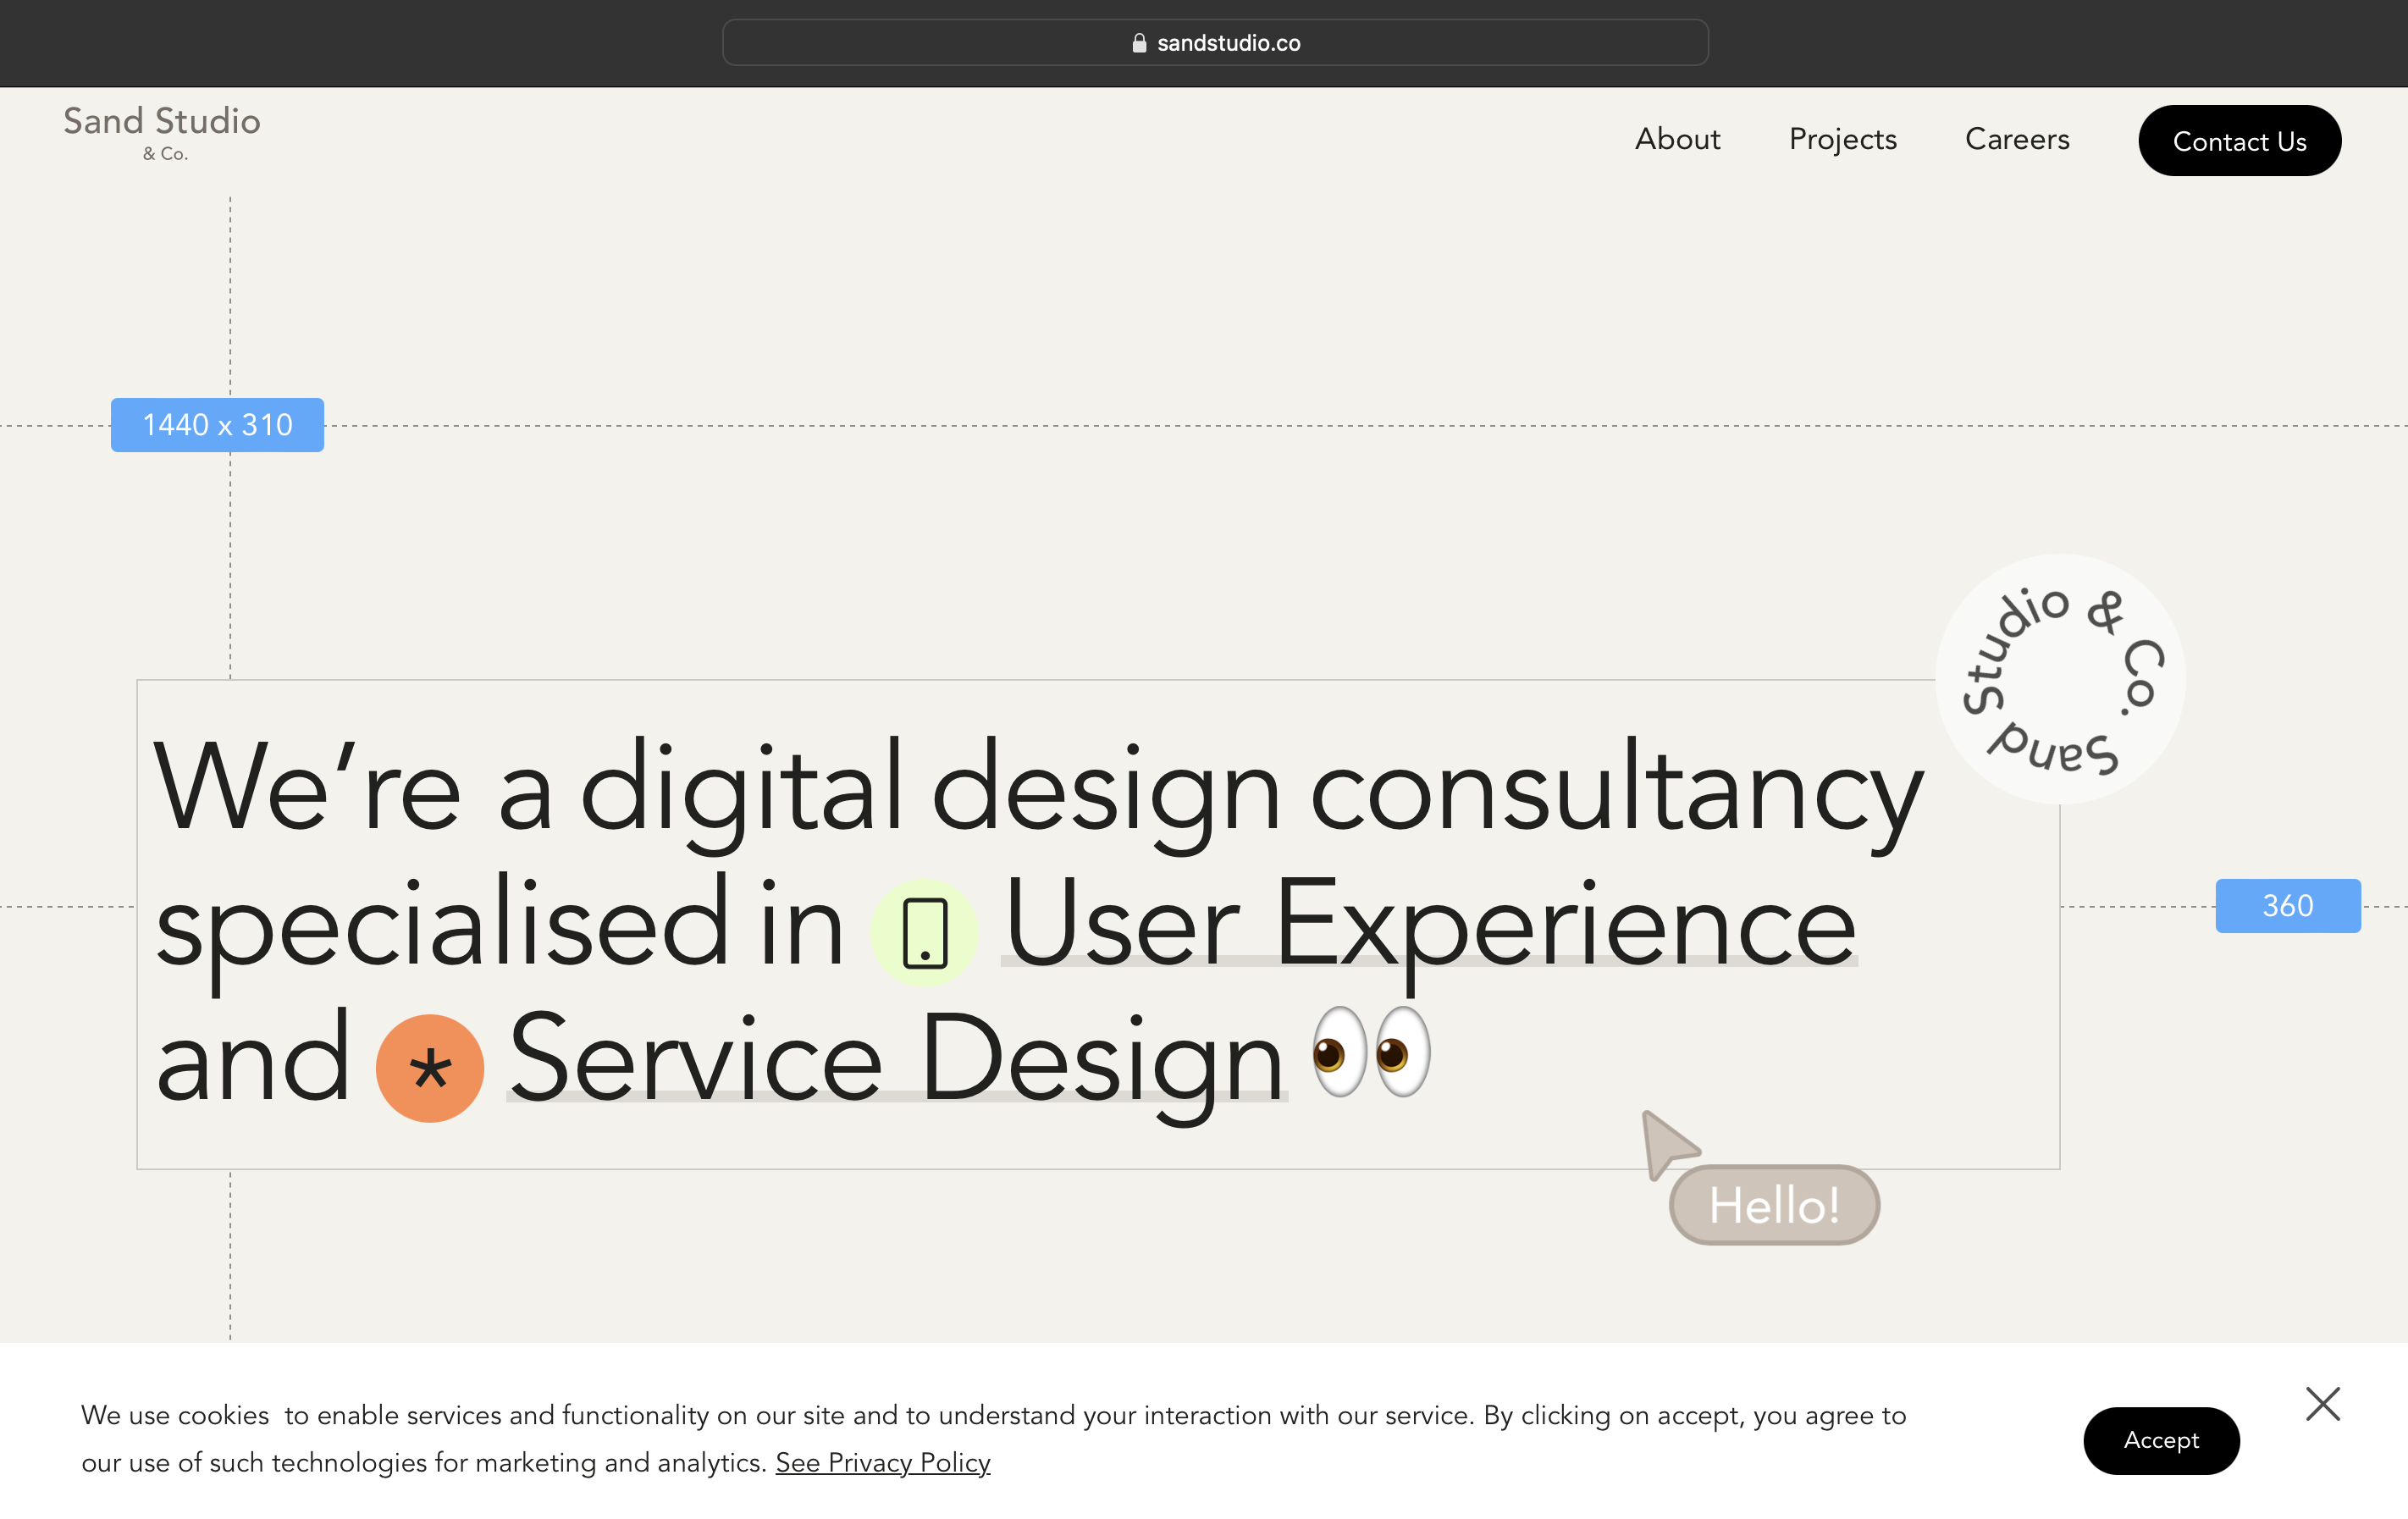 sandstudio.co
Sand Studio
& Co.
About
Projects
Careers
Contact Us
1440 x 310
Sand Studio & Co.
We’re a digital design consultancy
specialised in User Experience
and * Service Design 👀
360
Hello!
We use cookies  to enable services and functionality on our site and to understand your interaction with our service. By clicking on accept, you agree to
our use of such technologies for marketing and analytics. See Privacy Policy
Accept